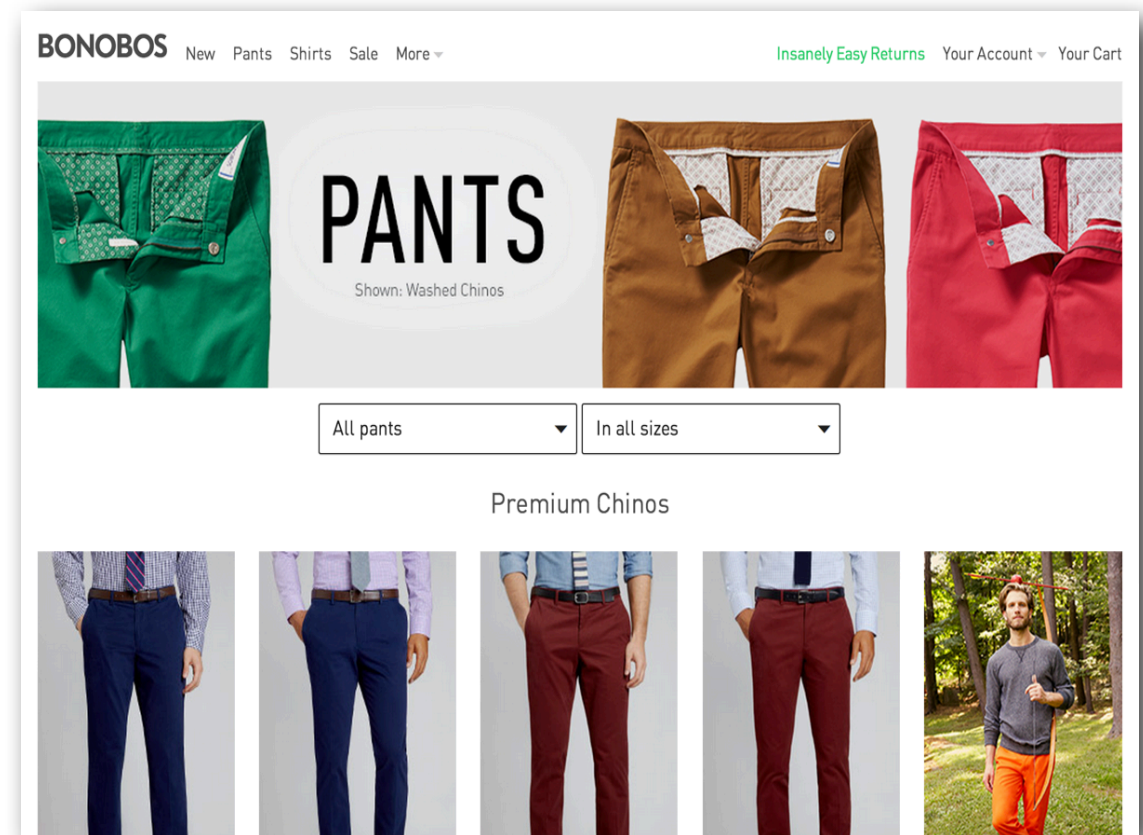 BONOBOS New Pants Shirts Sale More Insanely Easy Returns Your Account Your Cart
PANTS
Shown: Washed Chinos
All pants In all sizes
Premium Chinos